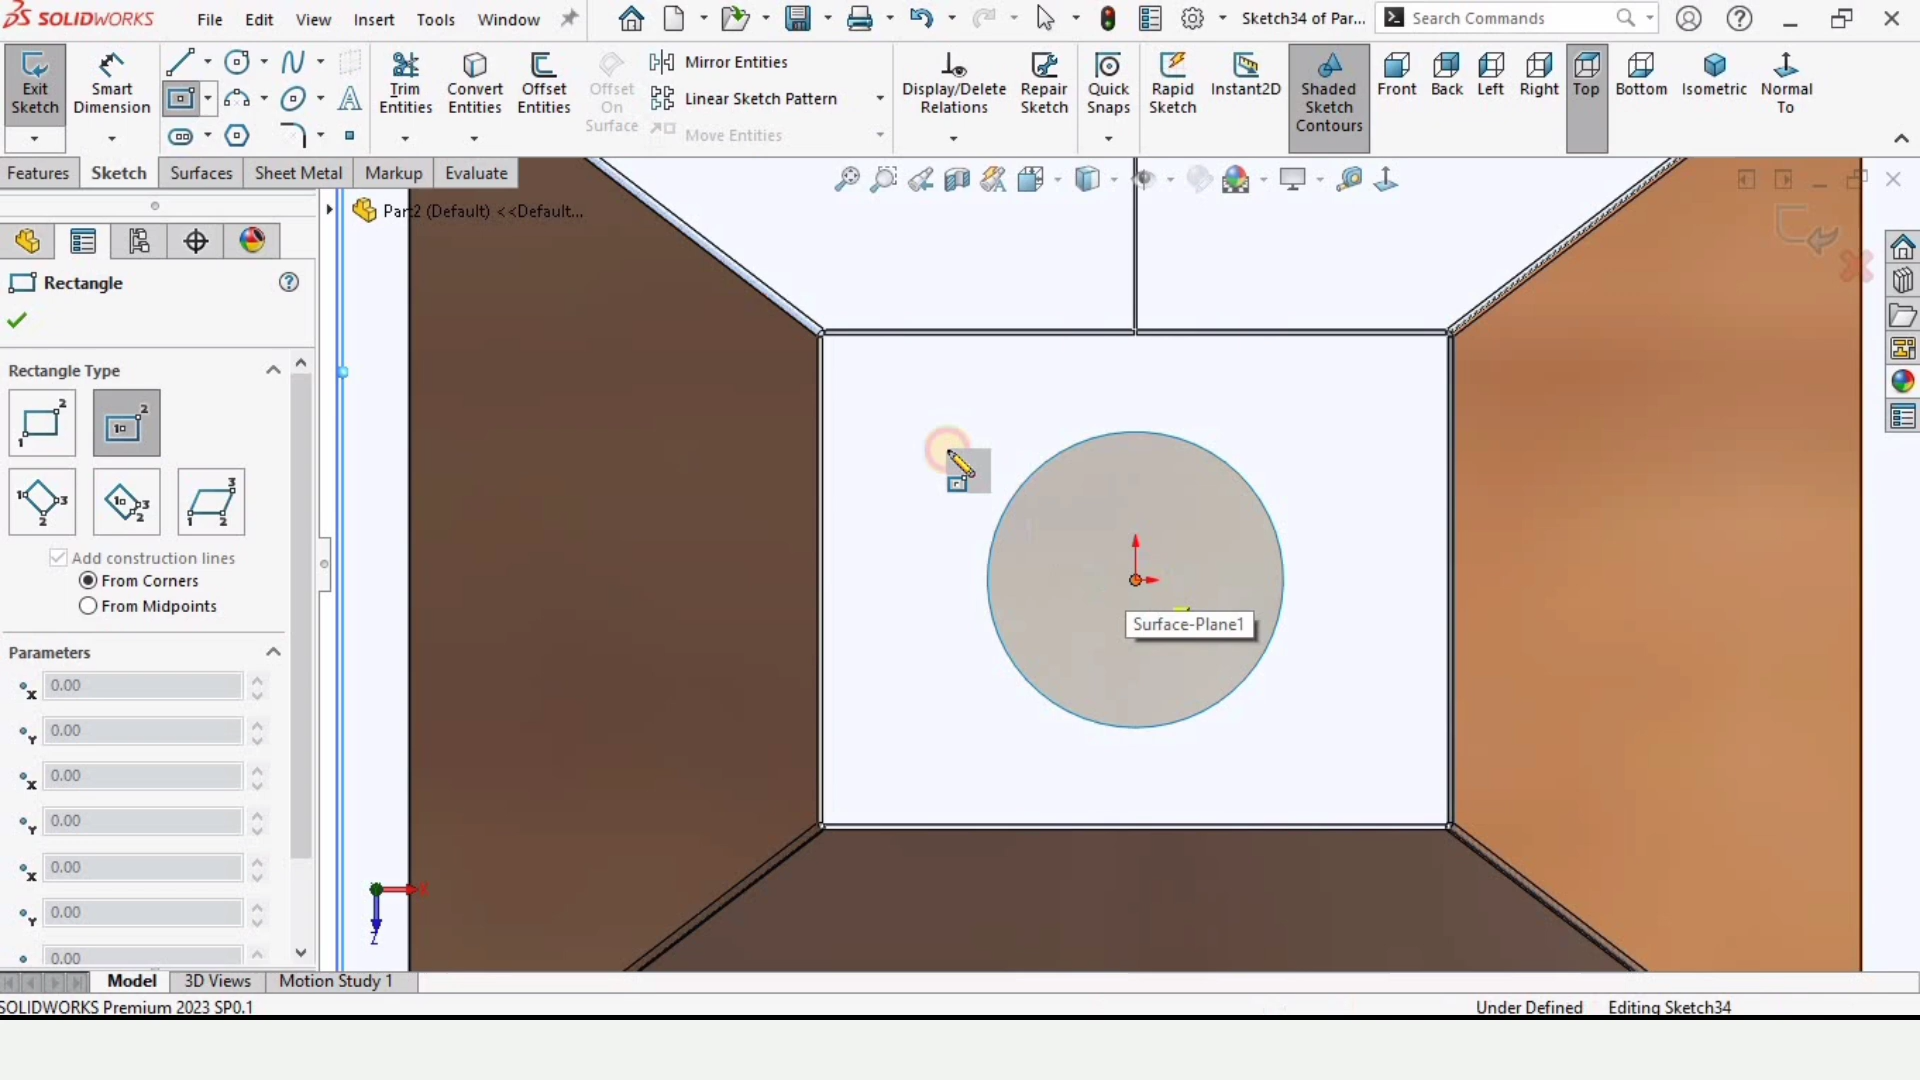 SOLIDWORKS
File Edit View Insert Tools Window
Sketch34 of Par... Search Commands
Exit Sketch
Smart Dimension
Trim Entities
Convert Entities
Offset Entities
Offset On Surface
Mirror Entities
Linear Sketch Pattern
Move Entities
Display/Delete Relations
Repair Sketch
Quick Snaps
Rapid Sketch
Instant2D
Shaded Sketch Contours
Front Back Left Right Top Bottom Isometric
Normal To
Features Sketch Surfaces Sheet Metal Markup Evaluate
Part2 (Default) <<Default...
Rectangle
Rectangle Type
Add construction lines
From Corners
From Midpoints
Parameters
X 0.00
Y 0.00
X 0.00
Y 0.00
X 0.00
Y 0.00
0.00
Surface-Plane1
X
Z
Model 3D Views Motion Study 1
SOLIDWORKS Premium 2023 SP0.1 Under Defined Editing Sketch34